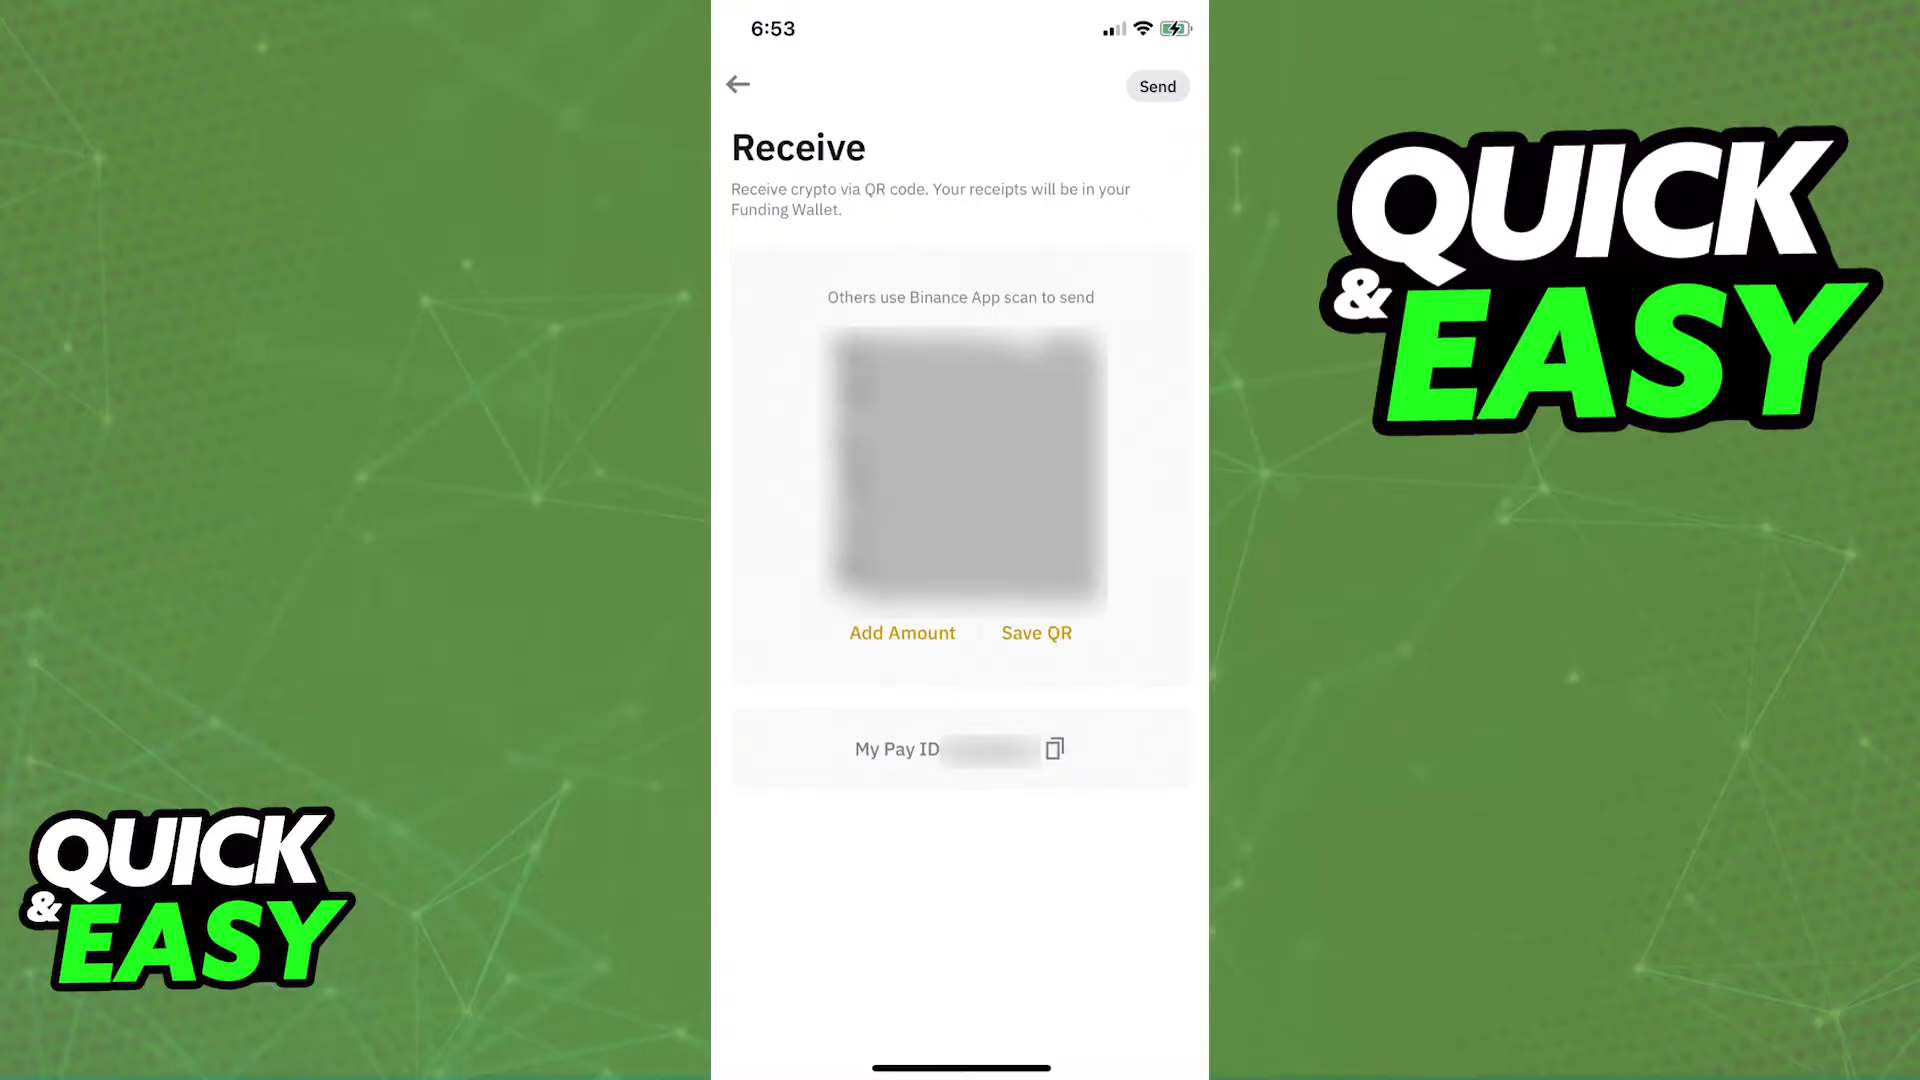 6:53
Send
Receive
Receive crypto via QR code. Your receipts will be in your
Funding Wallet.
Others use Binance App scan to send
Add Amount
Save QR
My Pay ID
QUICK
& EASY
QUICK
& EASY